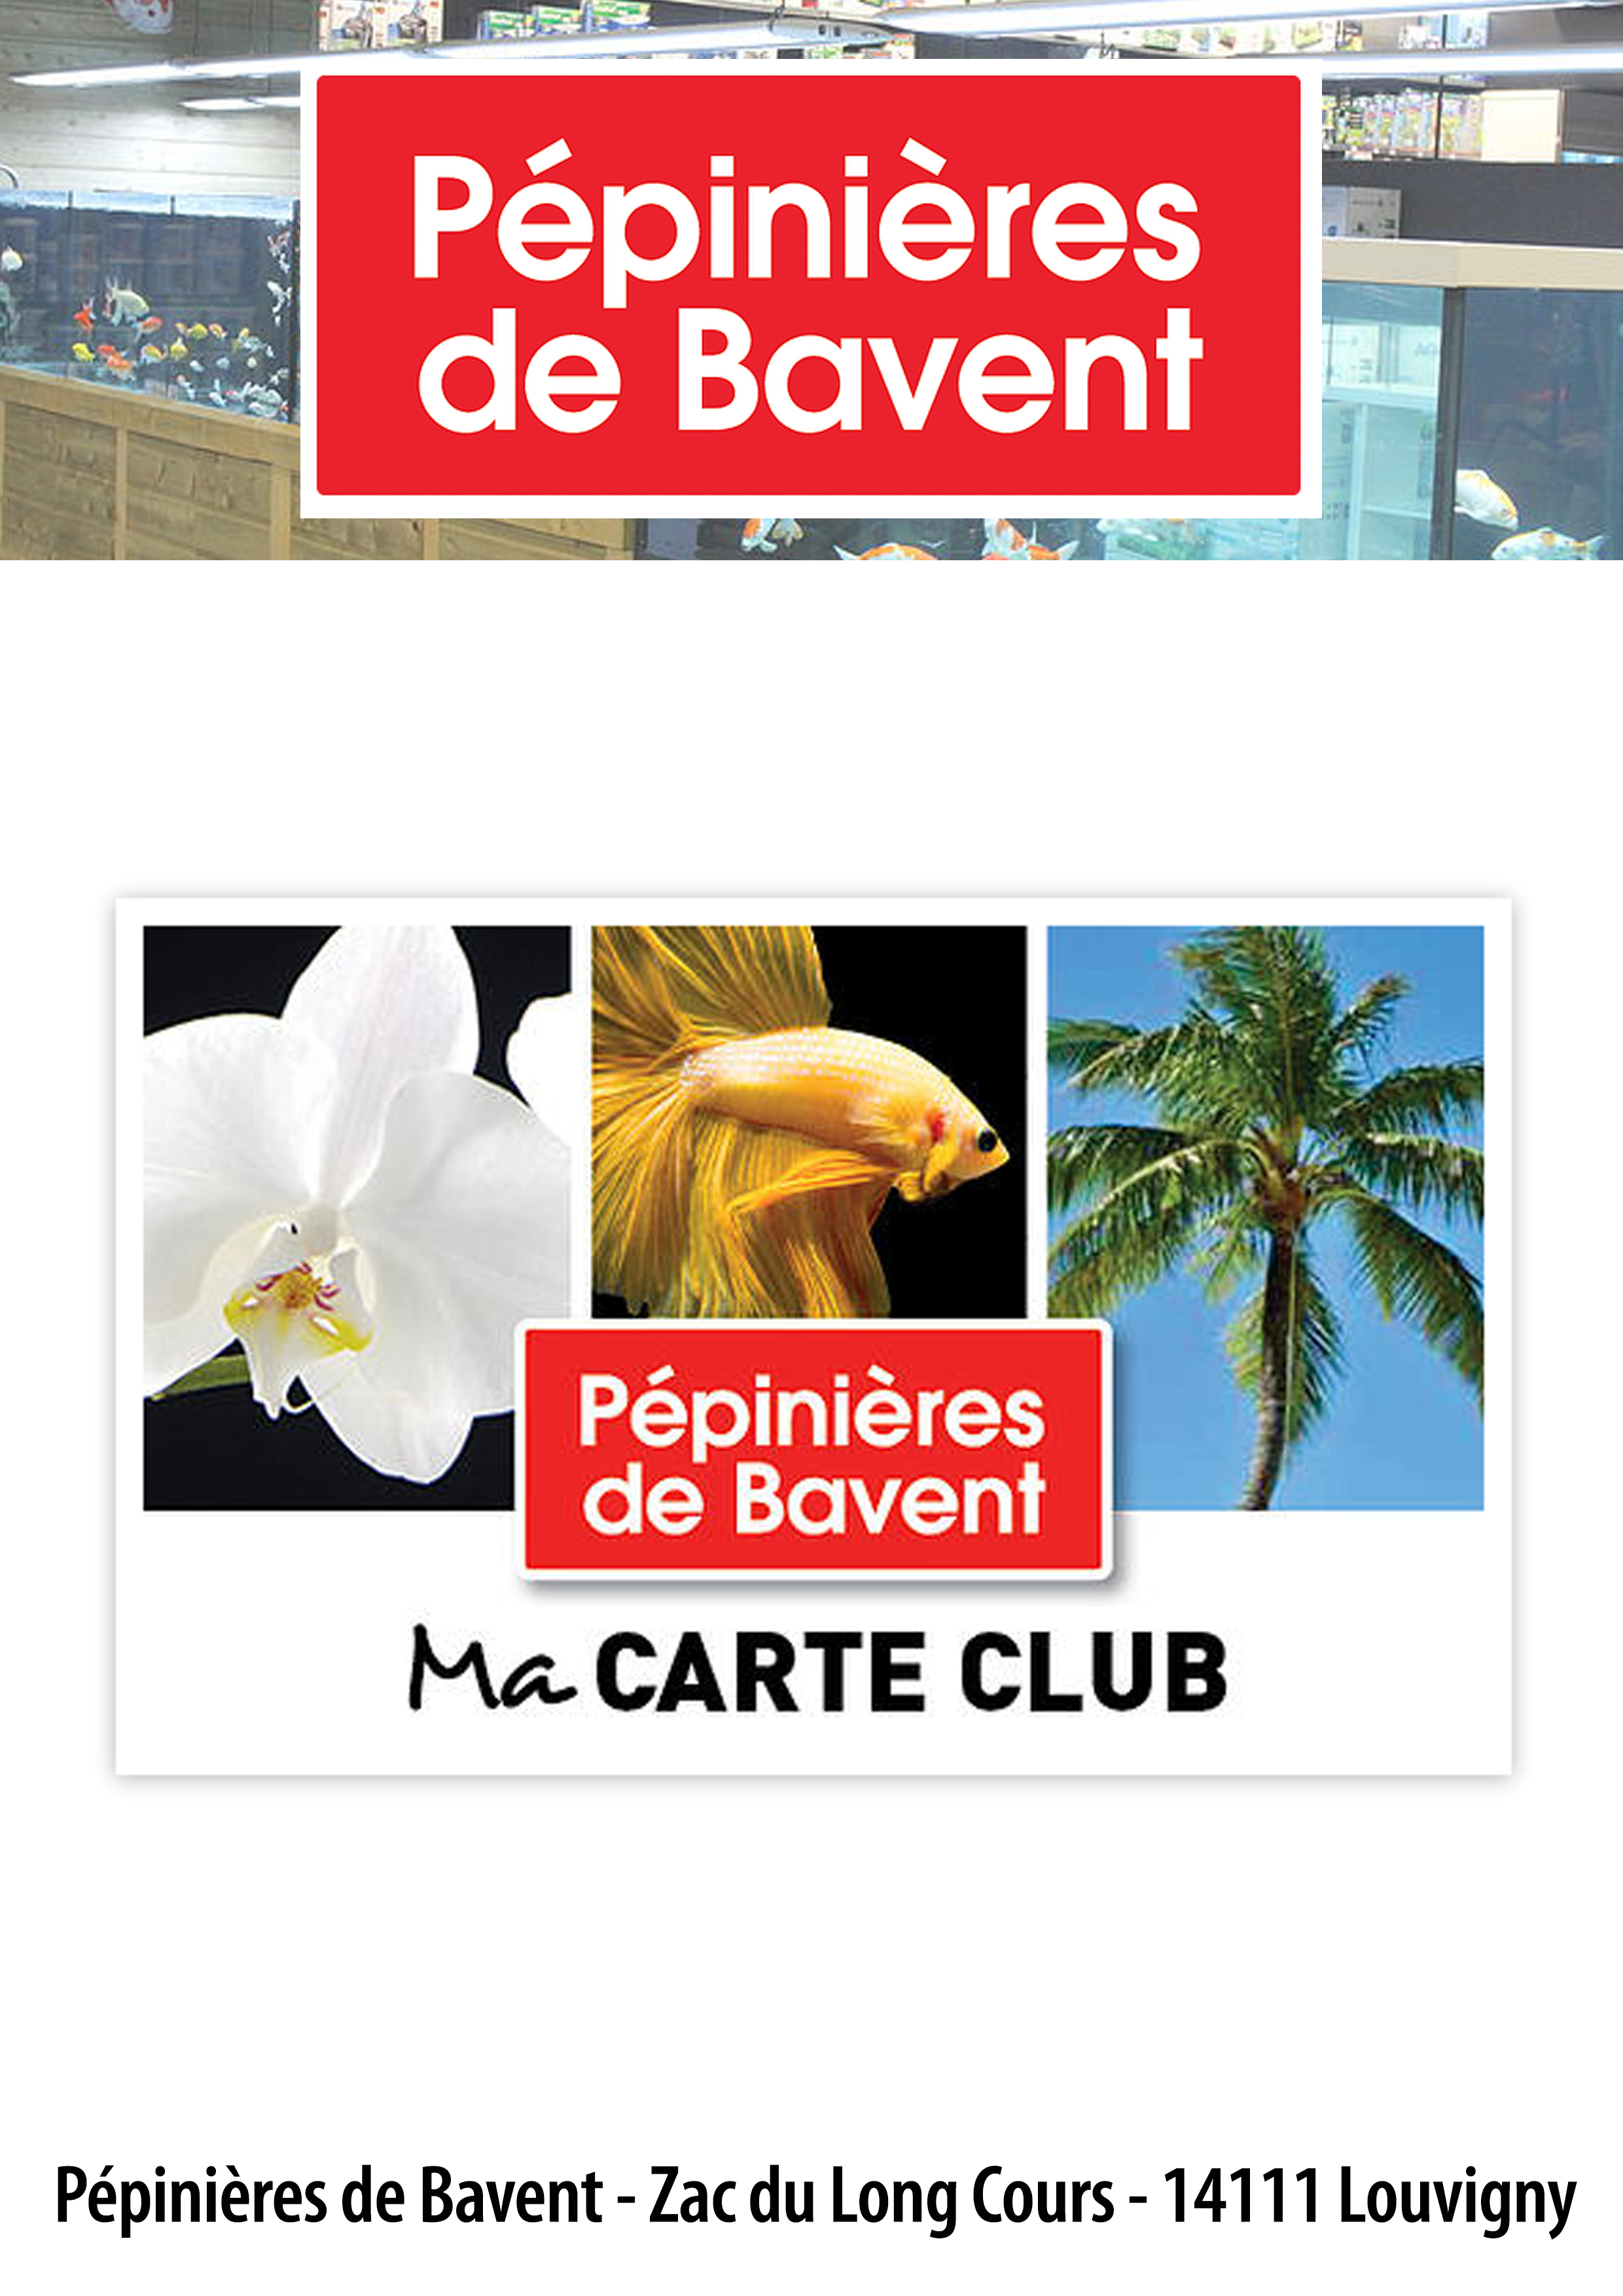 Pépinières
de Bavent
Pépinières
de Bavent
Ma CARTE CLUB
Pépinières de Bavent - Zac du Long Cours - 14111 Louvigny